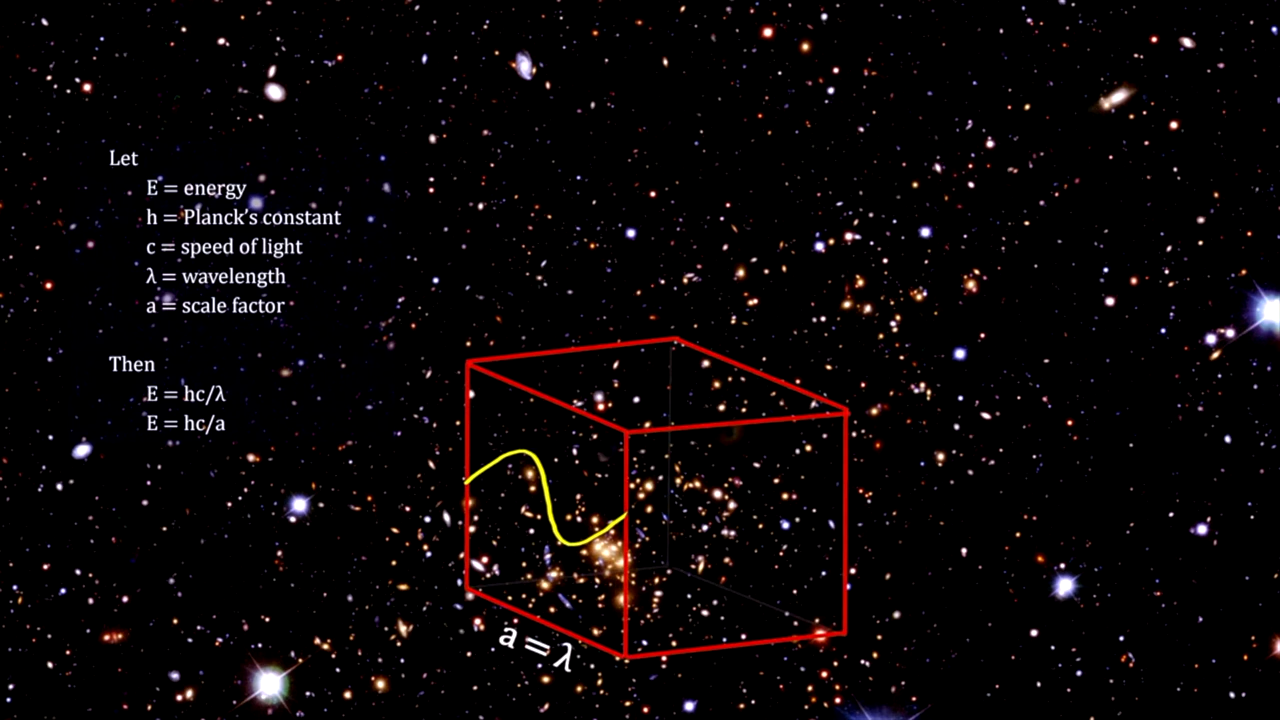 Let
E = energy
h = Planck's constant
c = speed of light
λ = wavelength
a = scale factor
Then
E = hc/λ
E = hc/a
a = λ